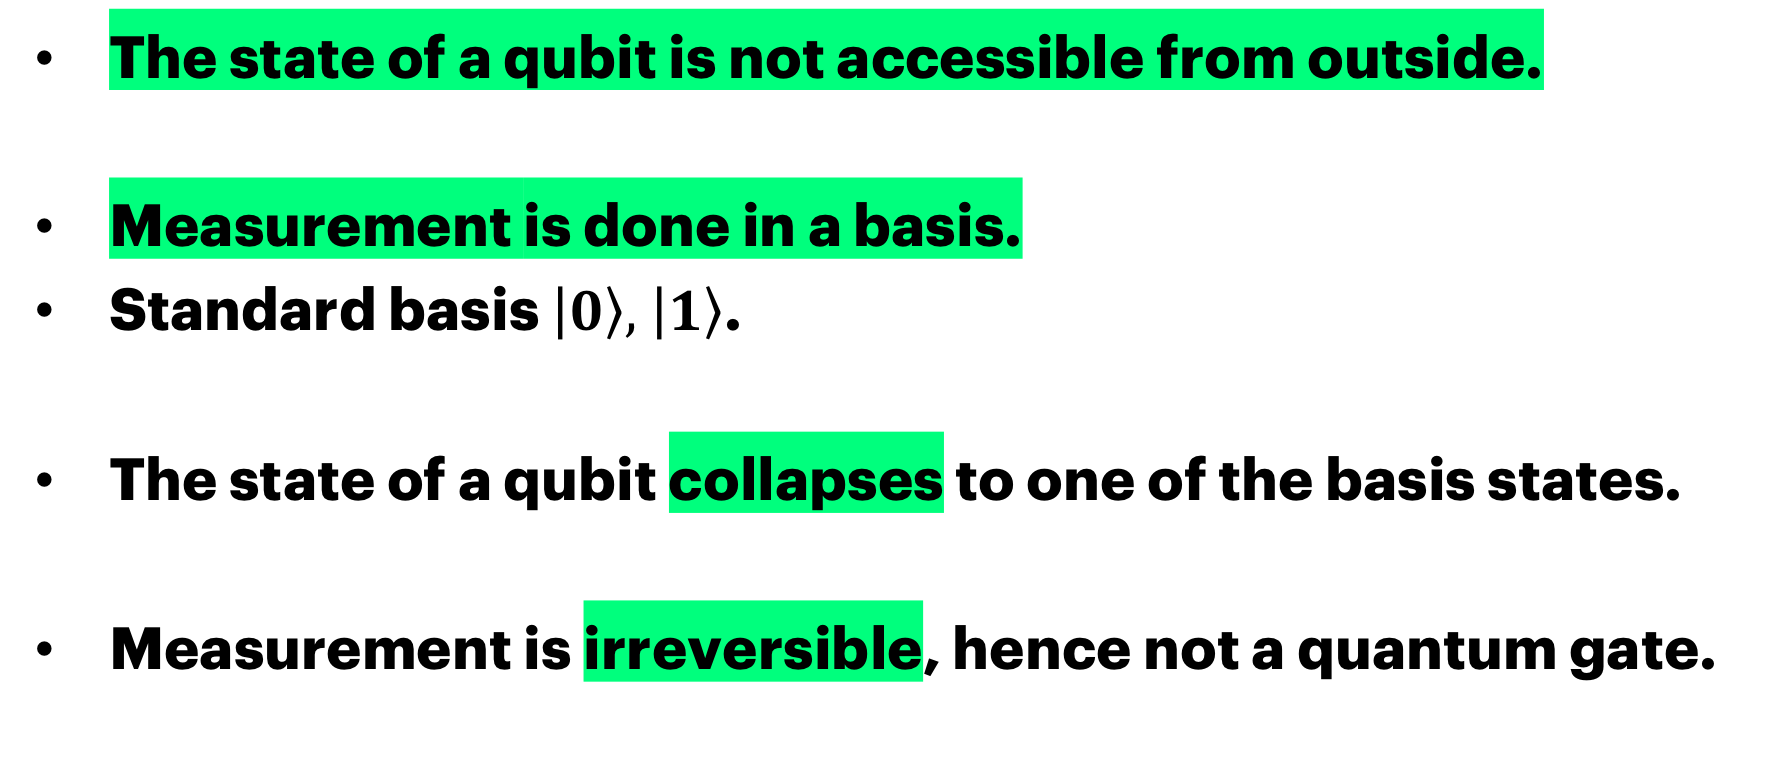 • The state of a qubit is not accessible from outside.
• Measurement is done in a basis.
• Standard basis |0⟩, |1⟩.
• The state of a qubit collapses to one of the basis states.
• Measurement is irreversible, hence not a quantum gate.